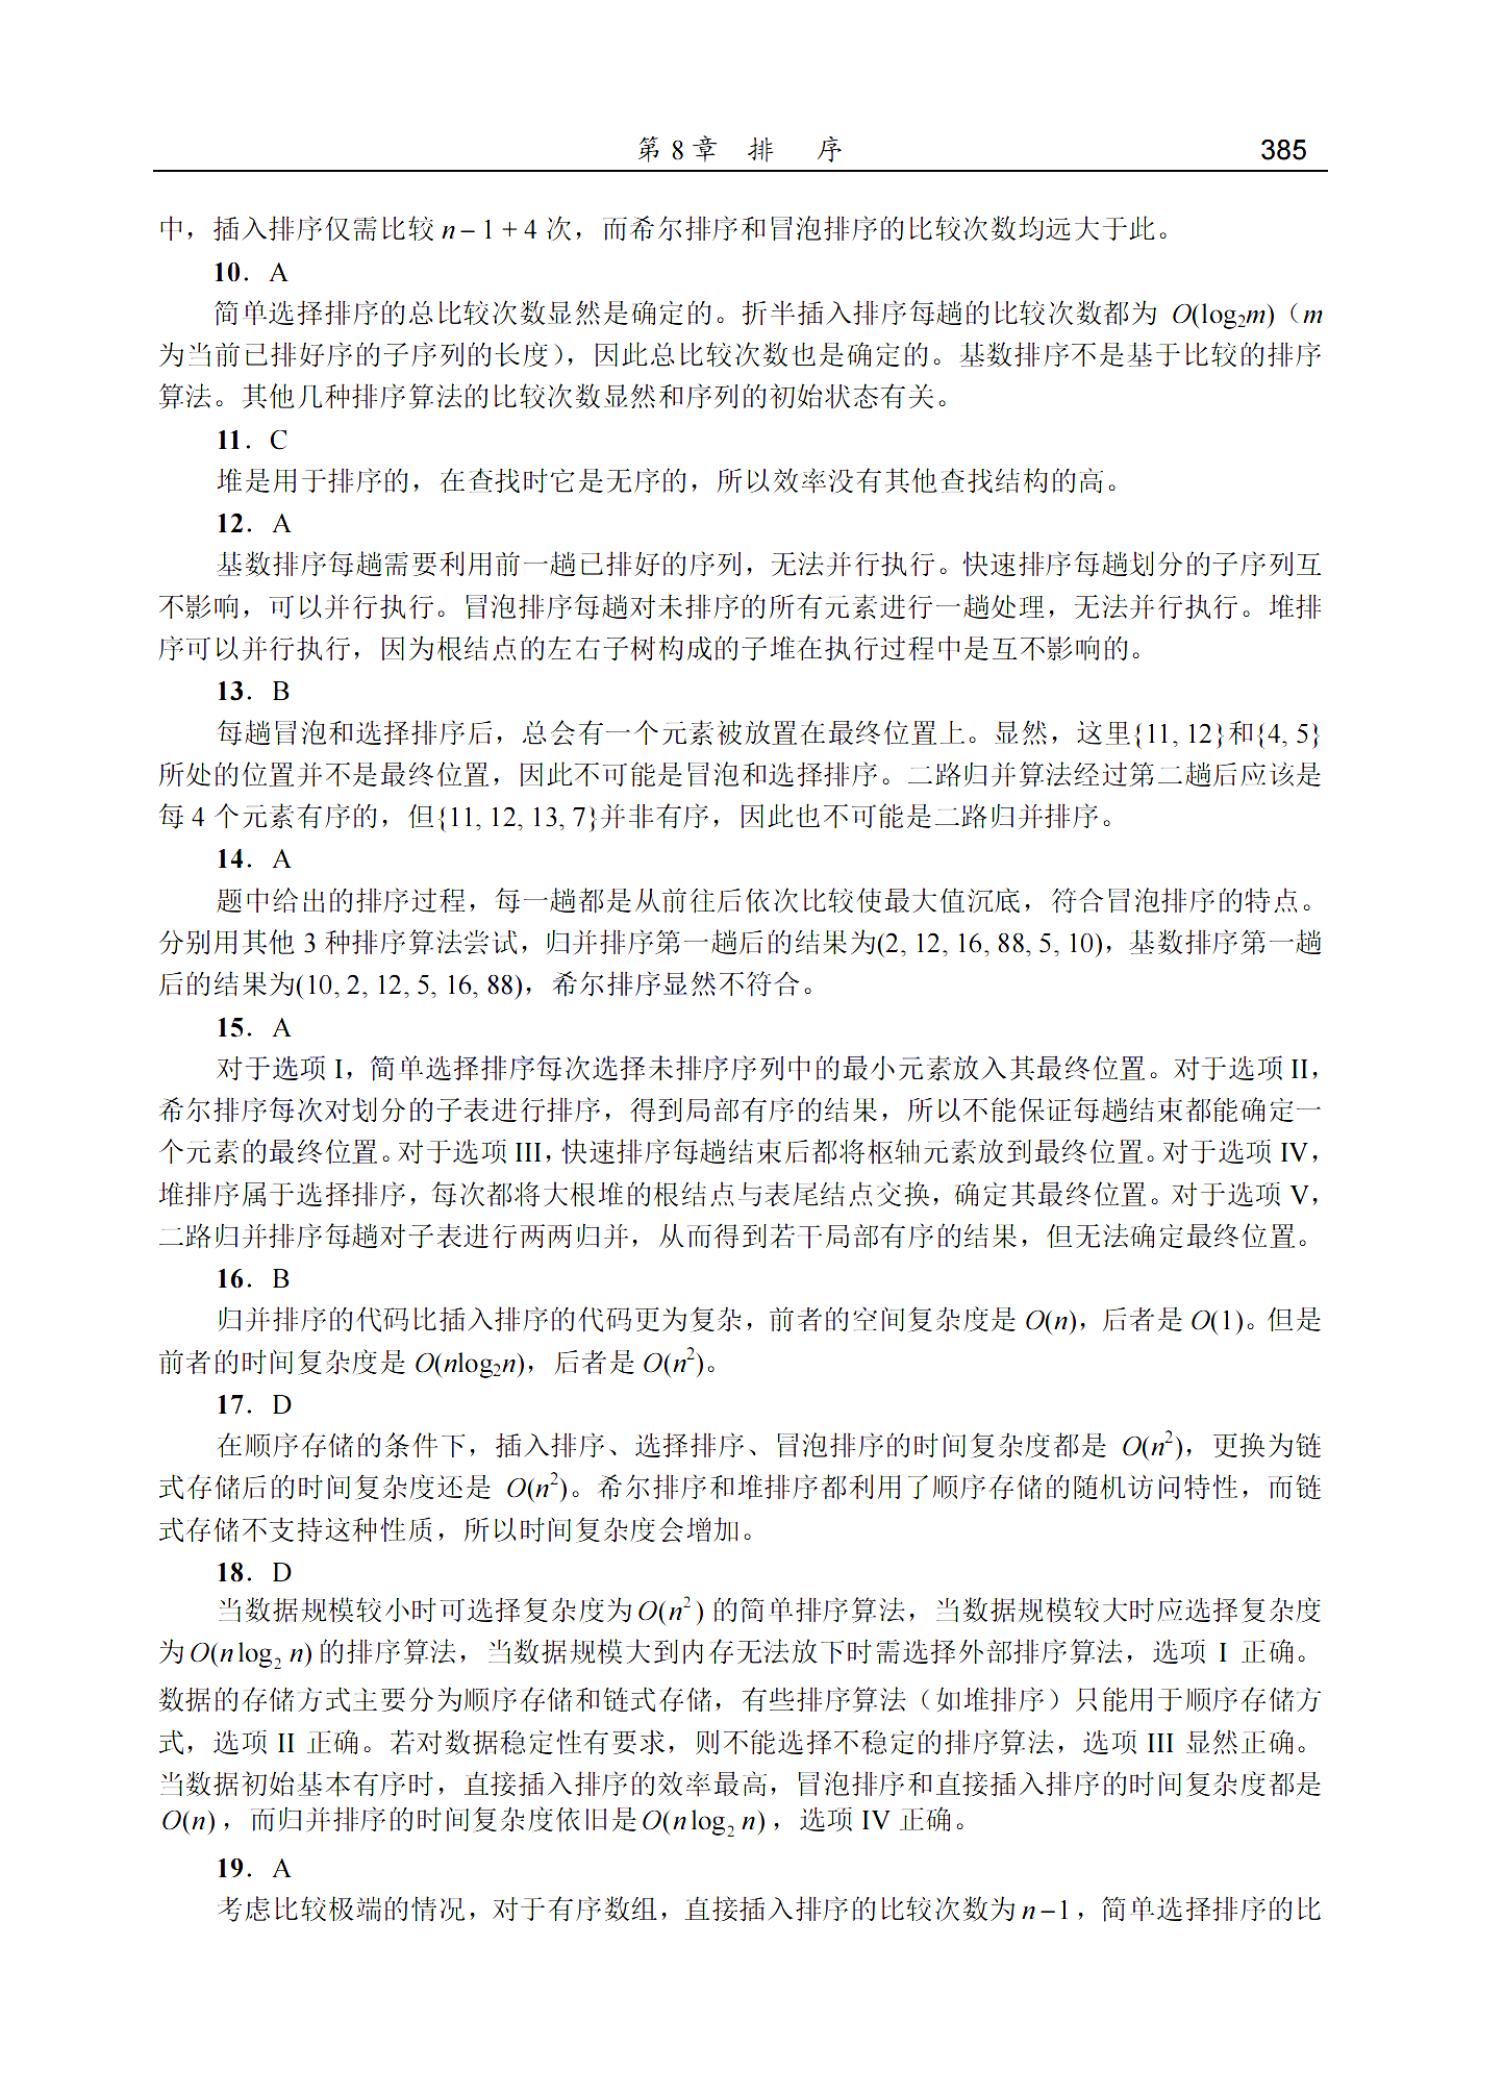 第 8 章 排 序 385
中，插入排序仅需比较 n − 1 + 4 次，而希尔排序和冒泡排序的比较次数均远大于此。
10． A
简单选择排序的总比较次数显然是确定的。折半插入排序每趟的比较次数都为 O(log₂m)（m
为当前已排好序的子序列的长度），因此总比较次数也是确定的。基数排序不是基于比较的排序
算法。其他几种排序算法的比较次数显然和序列的初始状态有关。
11． C
堆是用于排序的，在查找时它是无序的，所以效率没有其他查找结构的高。
12． A
基数排序每趟需要利用前一趟已排好的序列，无法并行执行。快速排序每趟划分的子序列互
不影响，可以并行执行。冒泡排序每趟对未排序的所有元素进行一趟处理，无法并行执行。堆排
序可以并行执行，因为根结点的左右子树构成的子堆在执行过程中是互不影响的。
13． B
每趟冒泡和选择排序后，总会有一个元素被放置在最终位置上。显然，这里{11, 12}和{4, 5}
所处的位置并不是最终位置，因此不可能是冒泡和选择排序。二路归并算法经过第二趟后应该是
每 4 个元素有序的，但{11, 12, 13, 7}并非有序，因此也不可能是二路归并排序。
14． A
题中给出的排序过程，每一趟都是从前往后依次比较使最大值沉底，符合冒泡排序的特点。
分别用其他 3 种排序算法尝试，归并排序第一趟后的结果为(2, 12, 16, 88, 5, 10)，基数排序第一趟
后的结果为(10, 2, 12, 5, 16, 88)，希尔排序显然不符合。
15． A
对于选项 I，简单选择排序每次选择未排序序列中的最小元素放入其最终位置。对于选项 II，
希尔排序每次对划分的子表进行排序，得到局部有序的结果，所以不能保证每趟结束都能确定一
个元素的最终位置。对于选项 III，快速排序每趟结束后都将枢轴元素放到最终位置。对于选项 IV，
堆排序属于选择排序，每次都将大根堆的根结点与表尾结点交换，确定其最终位置。对于选项 V，
二路归并排序每趟对子表进行两两归并，从而得到若干局部有序的结果，但无法确定最终位置。
16． B
归并排序的代码比插入排序的代码更为复杂，前者的空间复杂度是 O(n)，后者是 O(1)。但是
前者的时间复杂度是 O(nlog₂n)，后者是 O(n²)。
17． D
在顺序存储的条件下，插入排序、选择排序、冒泡排序的时间复杂度都是 O(n²)，更换为链
式存储后的时间复杂度还是 O(n²)。希尔排序和堆排序都利用了顺序存储的随机访问特性，而链
式存储不支持这种性质，所以时间复杂度会增加。
18． D
当数据规模较小时可选择复杂度为 O(n²) 的简单排序算法，当数据规模较大时应选择复杂度
为 O(n log₂ n) 的排序算法，当数据规模大到内存无法放下时需选择外部排序算法，选项 I 正确。
数据的存储方式主要分为顺序存储和链式存储，有些排序算法（如堆排序）只能用于顺序存储方
式，选项 II 正确。若对数据稳定性有要求，则不能选择不稳定的排序算法，选项 III 显然正确。
当数据初始基本有序时，直接插入排序的效率最高，冒泡排序和直接插入排序的时间复杂度都是
O(n)，而归并排序的时间复杂度依旧是 O(n log₂ n)，选项 IV 正确。
19． A
考虑比较极端的情况，对于有序数组，直接插入排序的比较次数为 n −1，简单选择排序的比